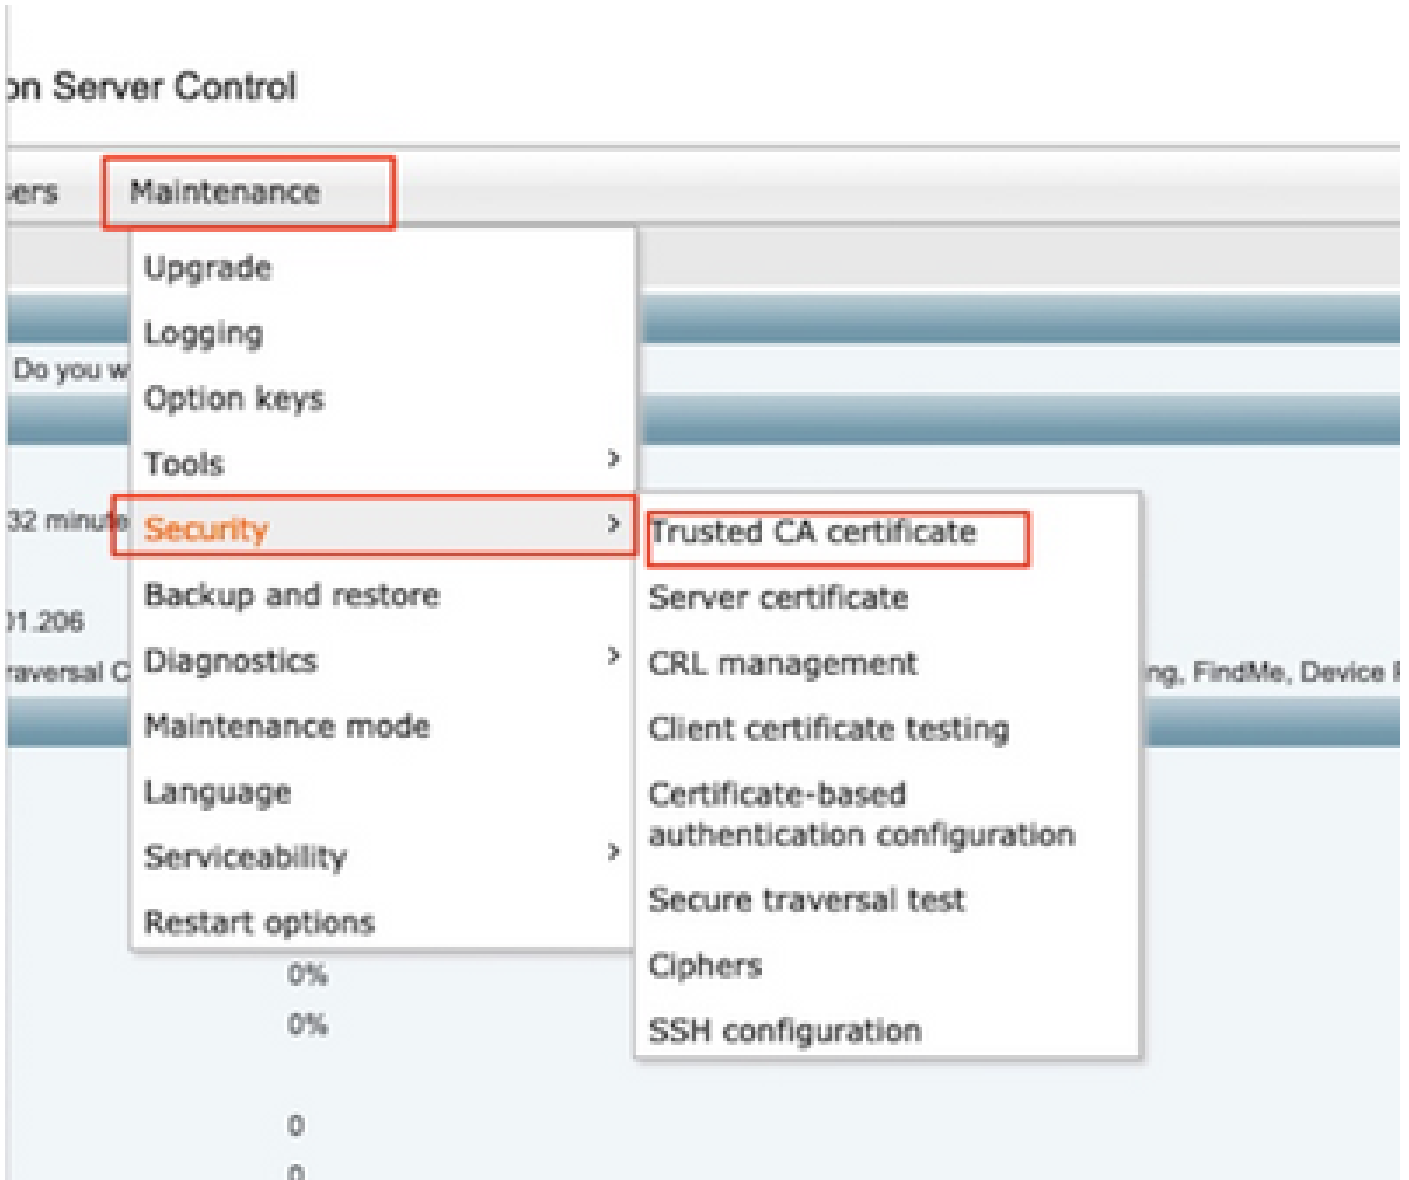 on Server Control
Maintenance
Upgrade
Logging
Do you w
Option keys
Tools >
32 minute
Security >
Trusted CA certificate
Backup and restore
Server certificate
01.206
Diagnostics >
CRL management
raversal C
ng, FindMe, Device
Maintenance mode
Client certificate testing
Language
Certificate-based
authentication configuration
Serviceability >
Secure traversal test
Restart options
Ciphers
0%
0%
SSH configuration
0
0